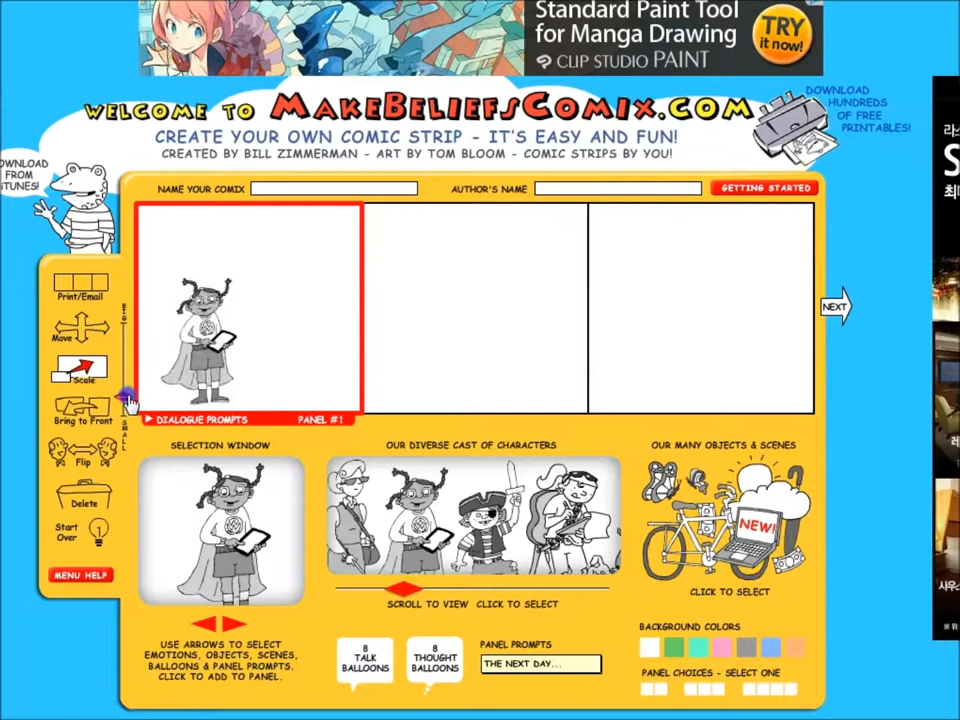 Standard Paint Tool
for Manga Drawing
CLIP STUDIO PAINT
TRY
it now!
WELCOME TO MAKEBELIEFSCOMIX.COM
CREATE YOUR OWN COMIC STRIP - IT'S EASY AND FUN!
CREATED BY BILL ZIMMERMAN - ART BY TOM BLOOM - COMIC STRIPS BY YOU!
DOWNLOAD
HUNDREDS
OF FREE
PRINTABLES!
FROM
NAME YOUR COMIX
AUTHOR'S NAME
GETTING STARTED
Print/Email
Move
Scale
Bring to Front
Flip
Delete
Start
Over
MENU HELP
BIG
SMALL
NEXT
DIALOGUE PROMPTS
PANEL #1
SELECTION WINDOW
OUR DIVERSE CAST OF CHARACTERS
OUR MANY OBJECTS & SCENES
NEW!
CLICK TO SELECT
SCROLL TO VIEW CLICK TO SELECT
USE ARROWS TO SELECT
EMOTIONS, OBJECTS, SCENES,
BALLOONS & PANEL PROMPTS.
CLICK TO ADD TO PANEL.
8
TALK
BALLOONS
8
THOUGHT
BALLOONS
PANEL PROMPTS
THE NEXT DAY...
BACKGROUND COLORS
PANEL CHOICES - SELECT ONE